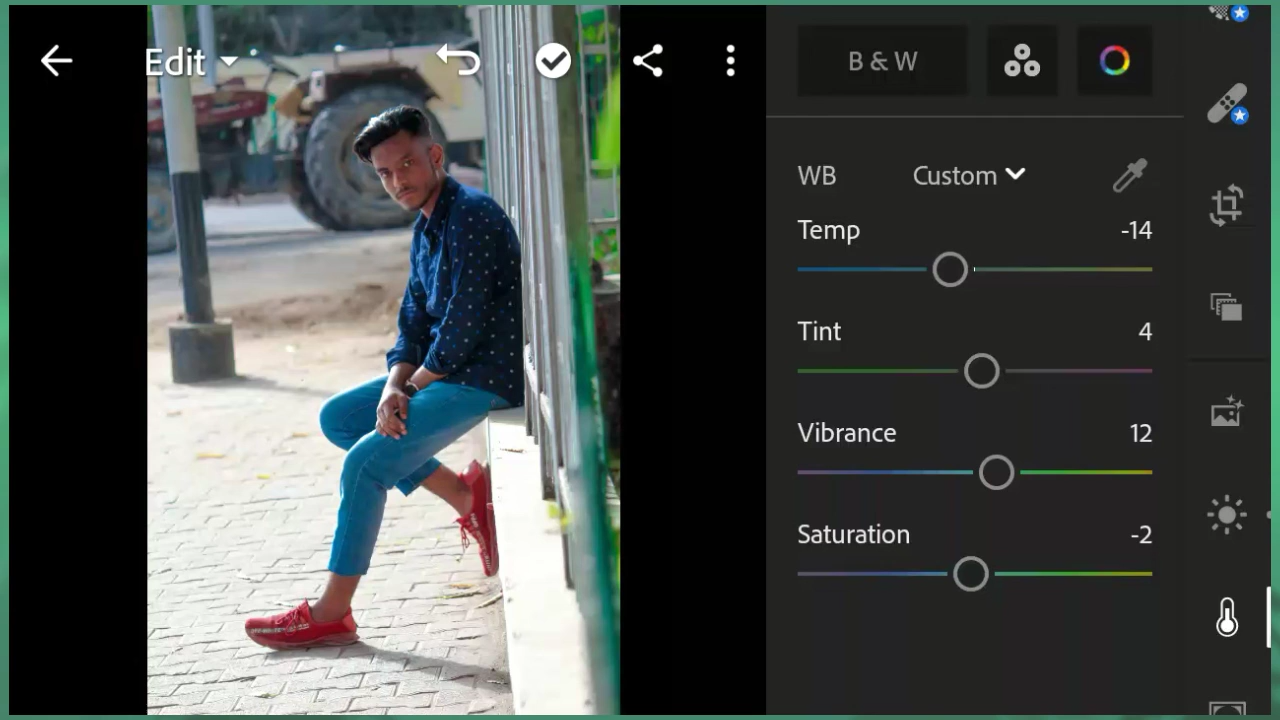 Edit
B & W
WB Custom
Temp -14
Tint 4
Vibrance 12
Saturation -2